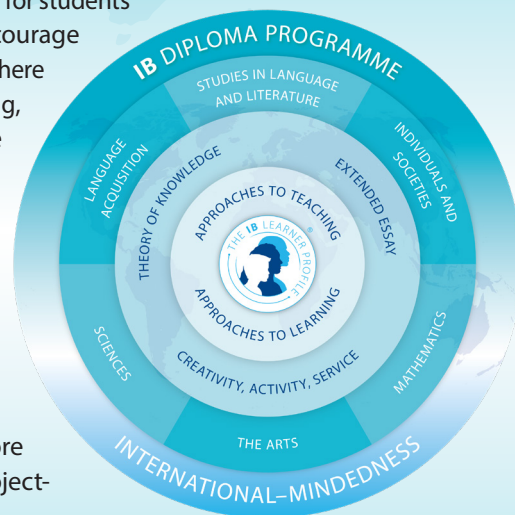 for students
courage
here
g,
e
ore
ject-
IB DIPLOMA PROGRAMME
STUDIES IN LANGUAGE
AND LITERATURE
LANGUAGE
ACQUISITION
INDIVIDUALS AND
SOCIETIES
THEORY OF KNOWLEDGE
EXTENDED ESSAY
APPROACHES TO TEACHING
THE IB LEARNER PROFILE
®
APPROACHES TO LEARNING
SCIENCES
MATHEMATICS
CREATIVITY, ACTIVITY, SERVICE
THE ARTS
INTERNATIONAL–MINDEDNESS